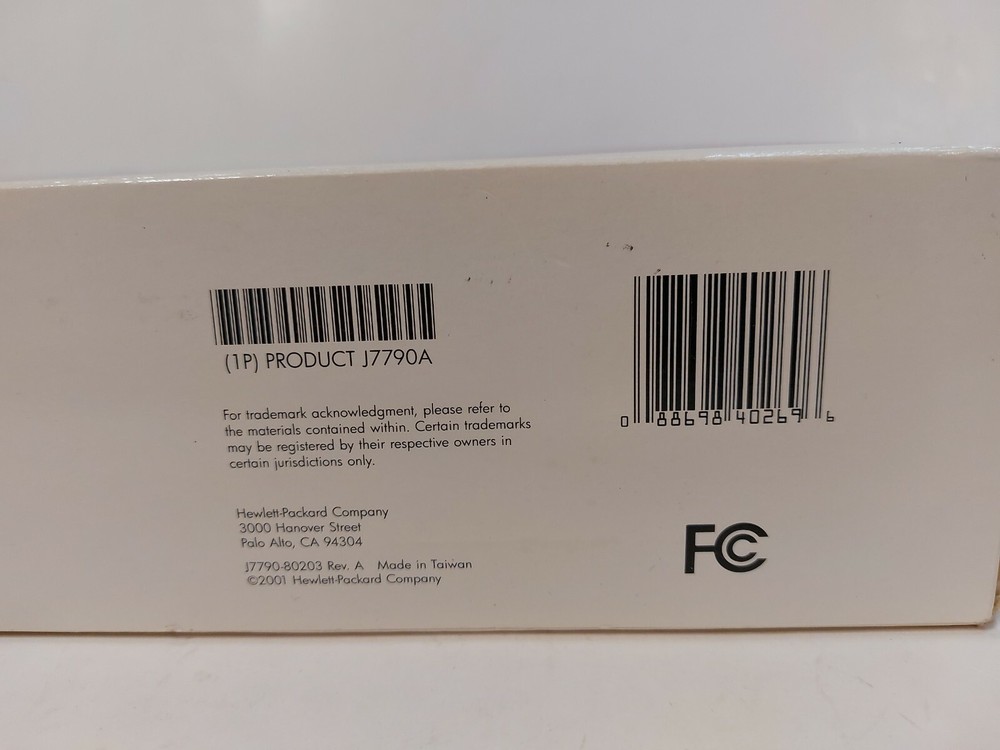 (1P) PRODUCT J7790A
0 88698 40269 6
For trademark acknowledgment, please refer to
the materials contained within. Certain trademarks
may be registered by their respective owners in
certain jurisdictions only.
Hewlett-Packard Company
3000 Hanover Street
Palo Alto, CA 94304
J7790-80203 Rev. A Made in Taiwan
©2001 Hewlett-Packard Company
FC